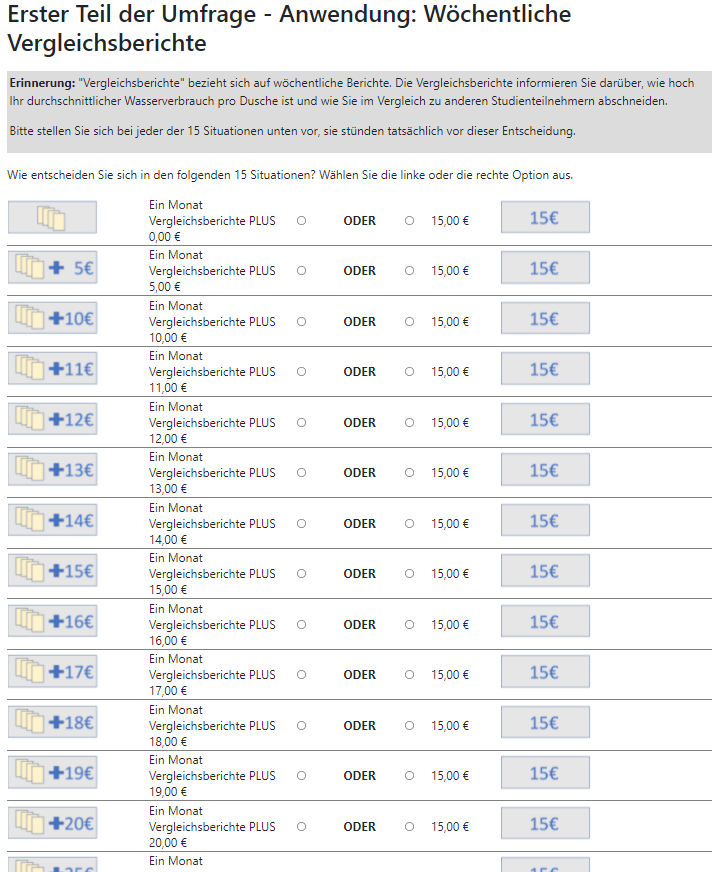 Erster Teil der Umfrage - Anwendung: Wöchentliche
Vergleichsberichte
Erinnerung: "Vergleichsberichte" bezieht sich auf wöchentliche Berichte. Die Vergleichsberichte informieren Sie darüber, wie hoch
Ihr durchschnittlicher Wasserverbrauch pro Dusche ist und wie Sie im Vergleich zu anderen Studienteilnehmern abschneiden.
Bitte stellen Sie sich bei jeder der 15 Situationen unten vor, sie stünden tatsächlich vor dieser Entscheidung.
Wie entscheiden Sie sich in den folgenden 15 Situationen? Wählen Sie die linke oder die rechte Option aus.
Ein Monat
Vergleichsberichte PLUS ODER 15,00 € 15€
0,00 €
Ein Monat
+ 5€ Vergleichsberichte PLUS ODER 15,00 € 15€
5,00 €
Ein Monat
+10€ Vergleichsberichte PLUS ODER 15,00 € 15€
10,00 €
Ein Monat
+11€ Vergleichsberichte PLUS ODER 15,00 € 15€
11,00 €
Ein Monat
+12€ Vergleichsberichte PLUS ODER 15,00 € 15€
12,00 €
Ein Monat
+13€ Vergleichsberichte PLUS ODER 15,00 € 15€
13,00 €
Ein Monat
+14€ Vergleichsberichte PLUS ODER 15,00 € 15€
14,00 €
Ein Monat
+15€ Vergleichsberichte PLUS ODER 15,00 € 15€
15,00 €
Ein Monat
+16€ Vergleichsberichte PLUS ODER 15,00 € 15€
16,00 €
Ein Monat
+17€ Vergleichsberichte PLUS ODER 15,00 € 15€
17,00 €
Ein Monat
+18€ Vergleichsberichte PLUS ODER 15,00 € 15€
18,00 €
Ein Monat
+19€ Vergleichsberichte PLUS ODER 15,00 € 15€
19,00 €
Ein Monat
+20€ Vergleichsberichte PLUS ODER 15,00 € 15€
20,00 €
Ein Monat